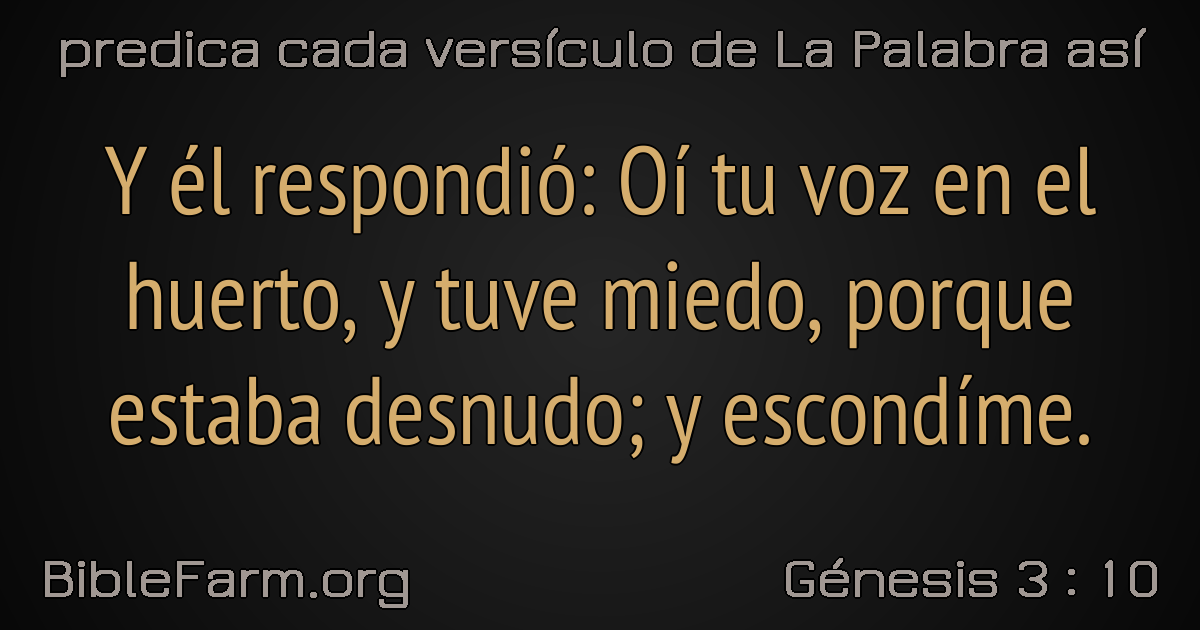 predica cada versículo de La Palabra así
Y él respondió: Oí tu voz en el
huerto, y tuve miedo, porque
estaba desnudo; y escondíme.
BibleFarm.org
Génesis 3 : 10